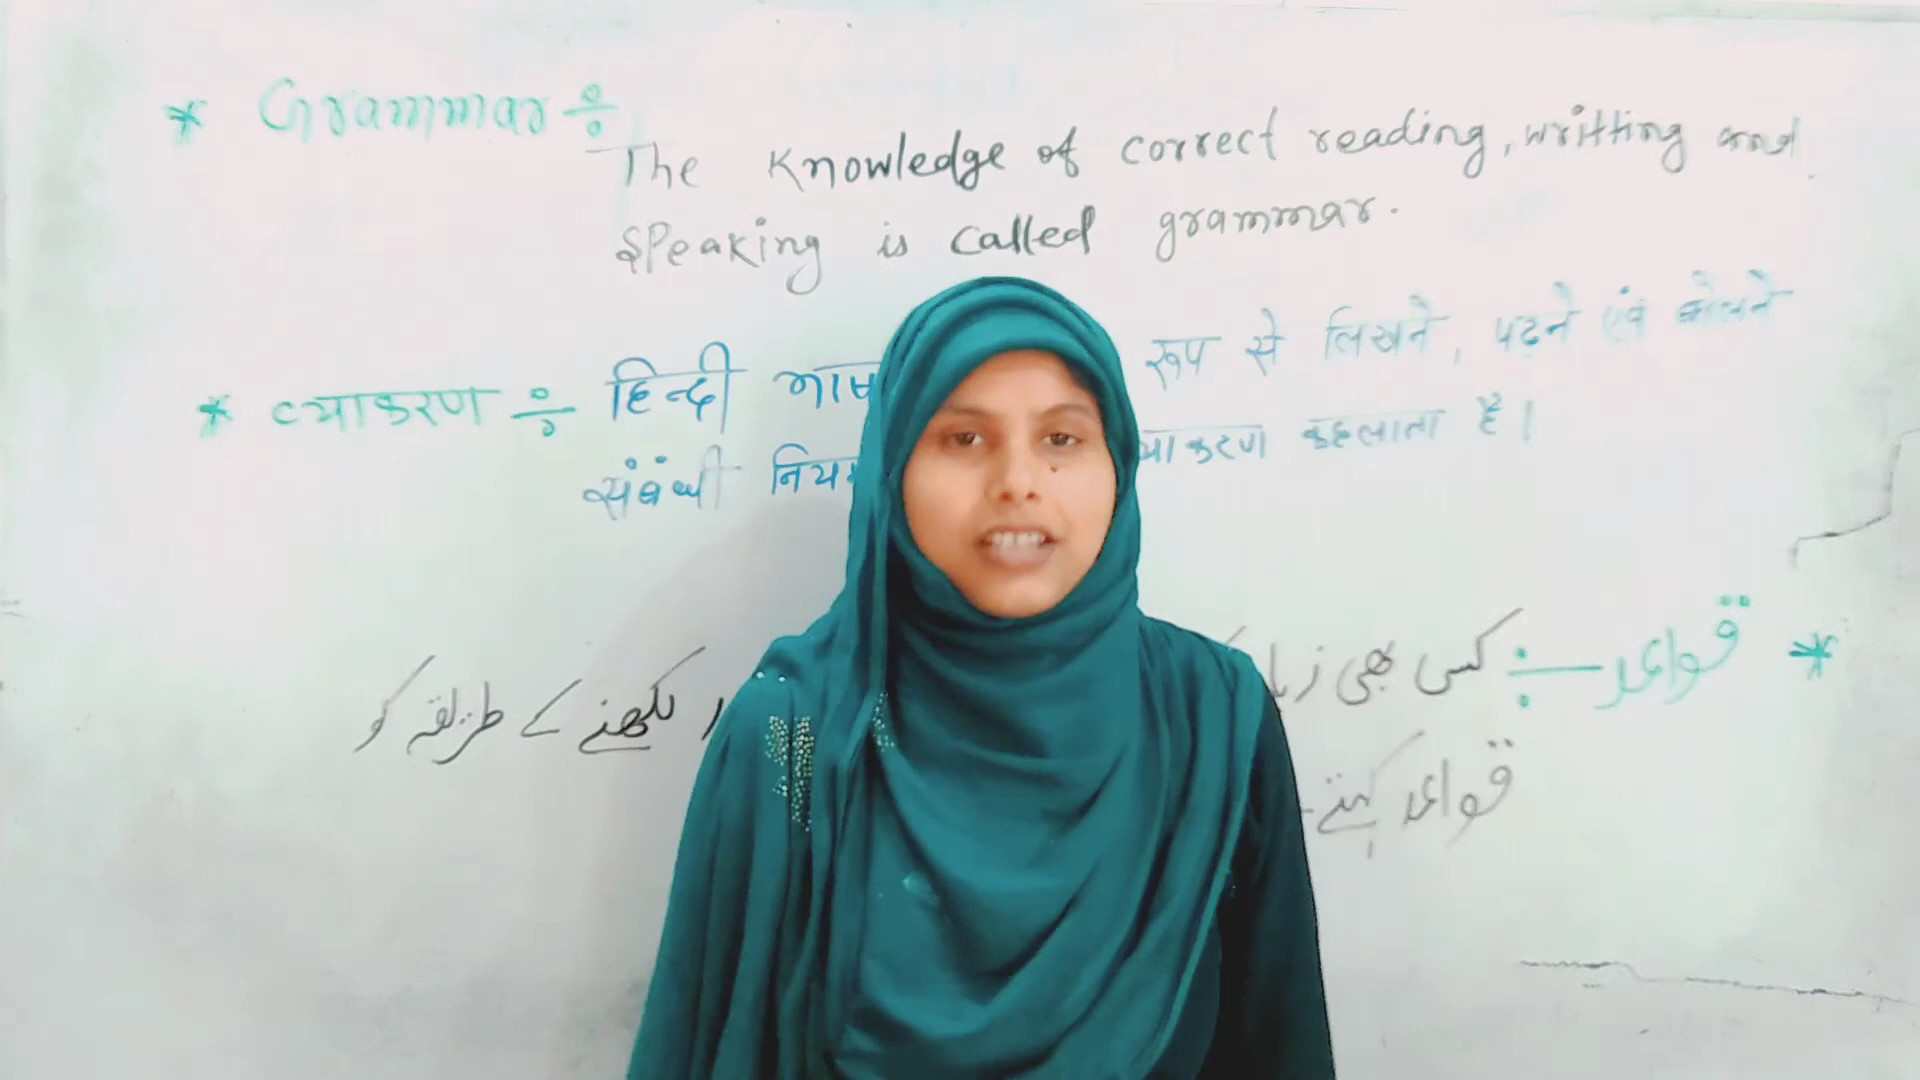 * Grammar ÷
The Knowledge of correct reading, writting and
speaking is called grammar.
* व्याकरण ÷ हिन्दी भाष रूप से लिखने, पढ़ने एवं बोलने
संबंधी निय याकरण कहलाता है।
* قواعد ÷ کسی بھی زبا ر لکھنے کے طریقہ کو
قواعد کہتے